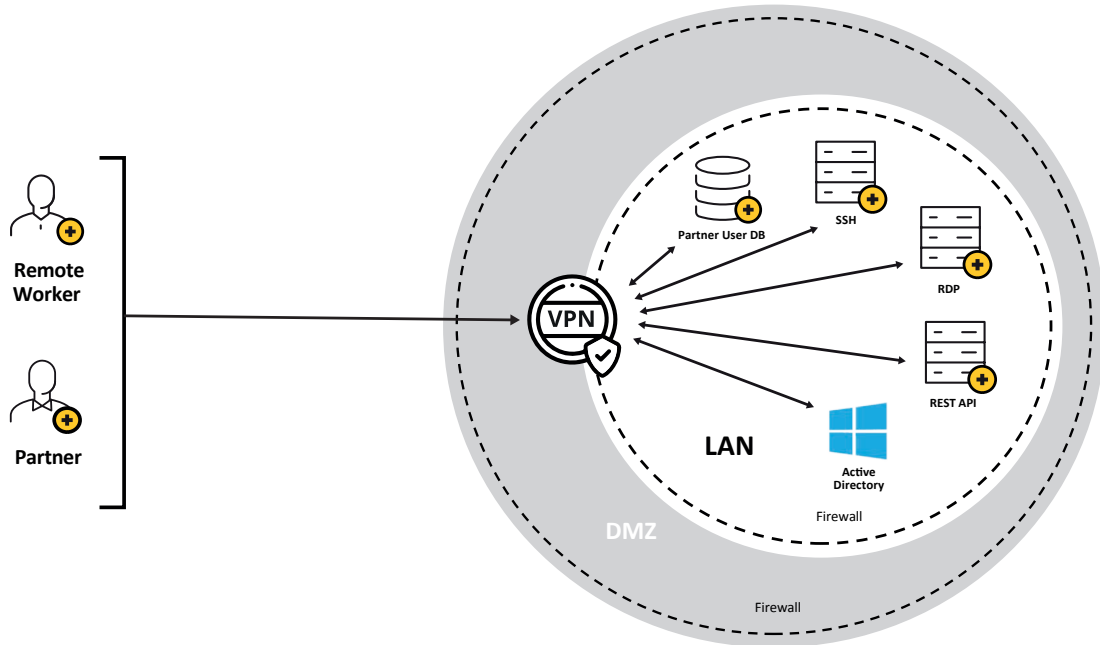 Remote
Worker
Partner
VPN
Partner User DB
SSH
RDP
REST API
Active
Directory
LAN
Firewall
DMZ
Firewall